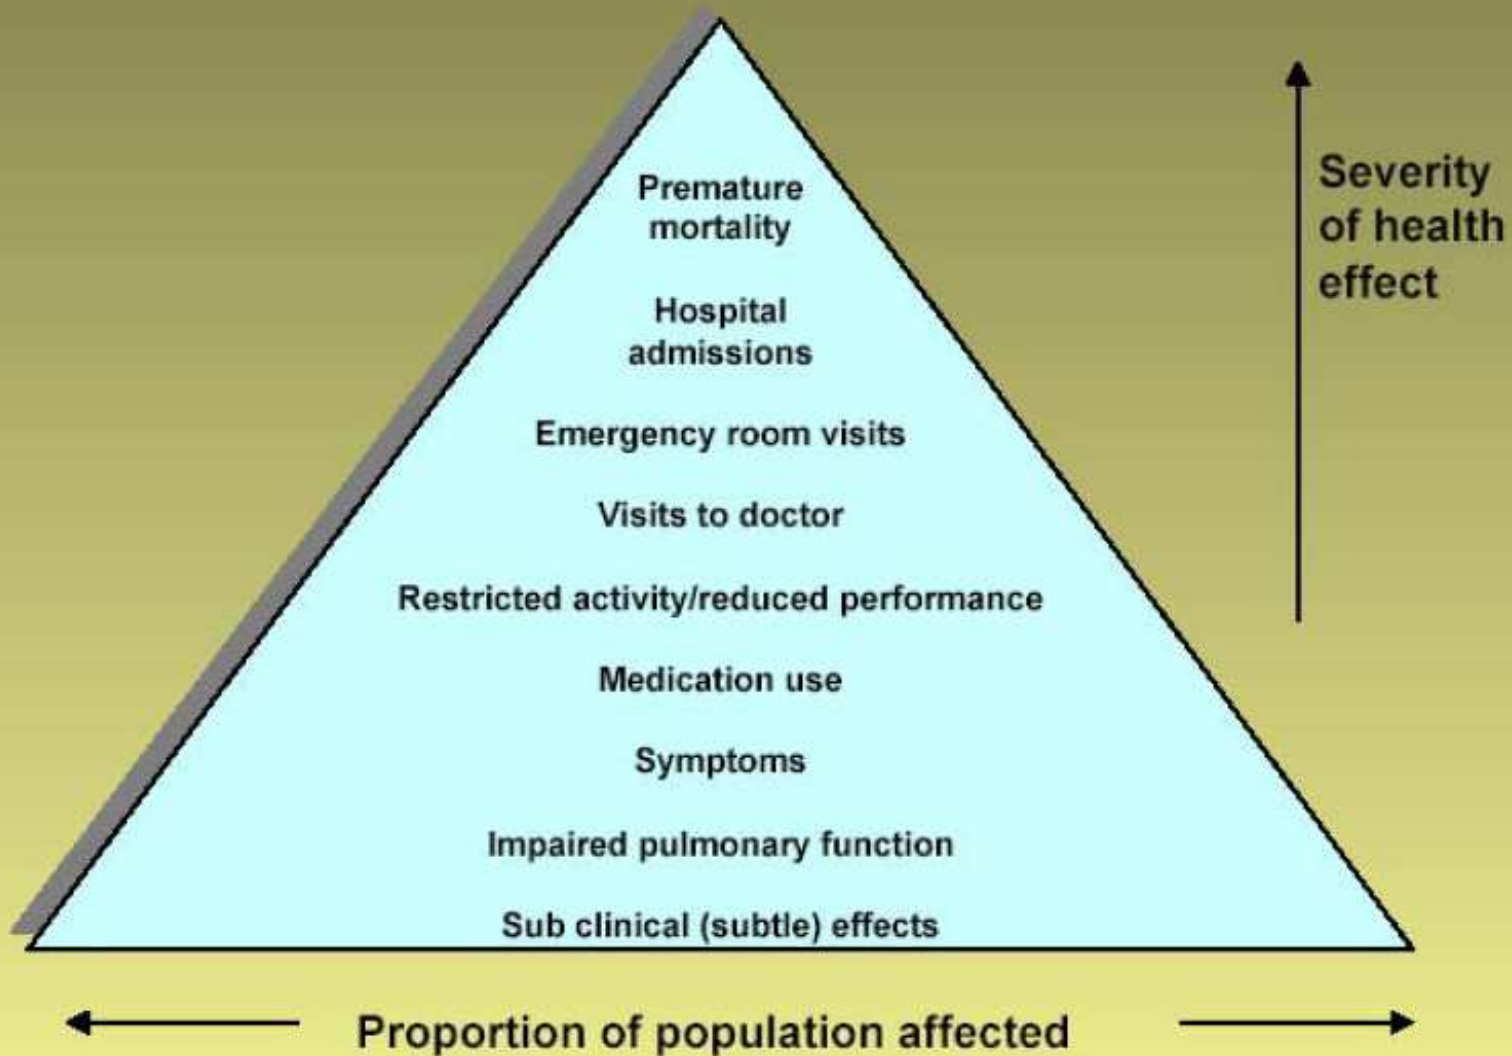 Premature
mortality
Hospital
admissions
Emergency room visits
Visits to doctor
Restricted activity/reduced performance
Medication use
Symptoms
Impaired pulmonary function
Sub clinical (subtle) effects
Severity
of health
effect
Proportion of population affected